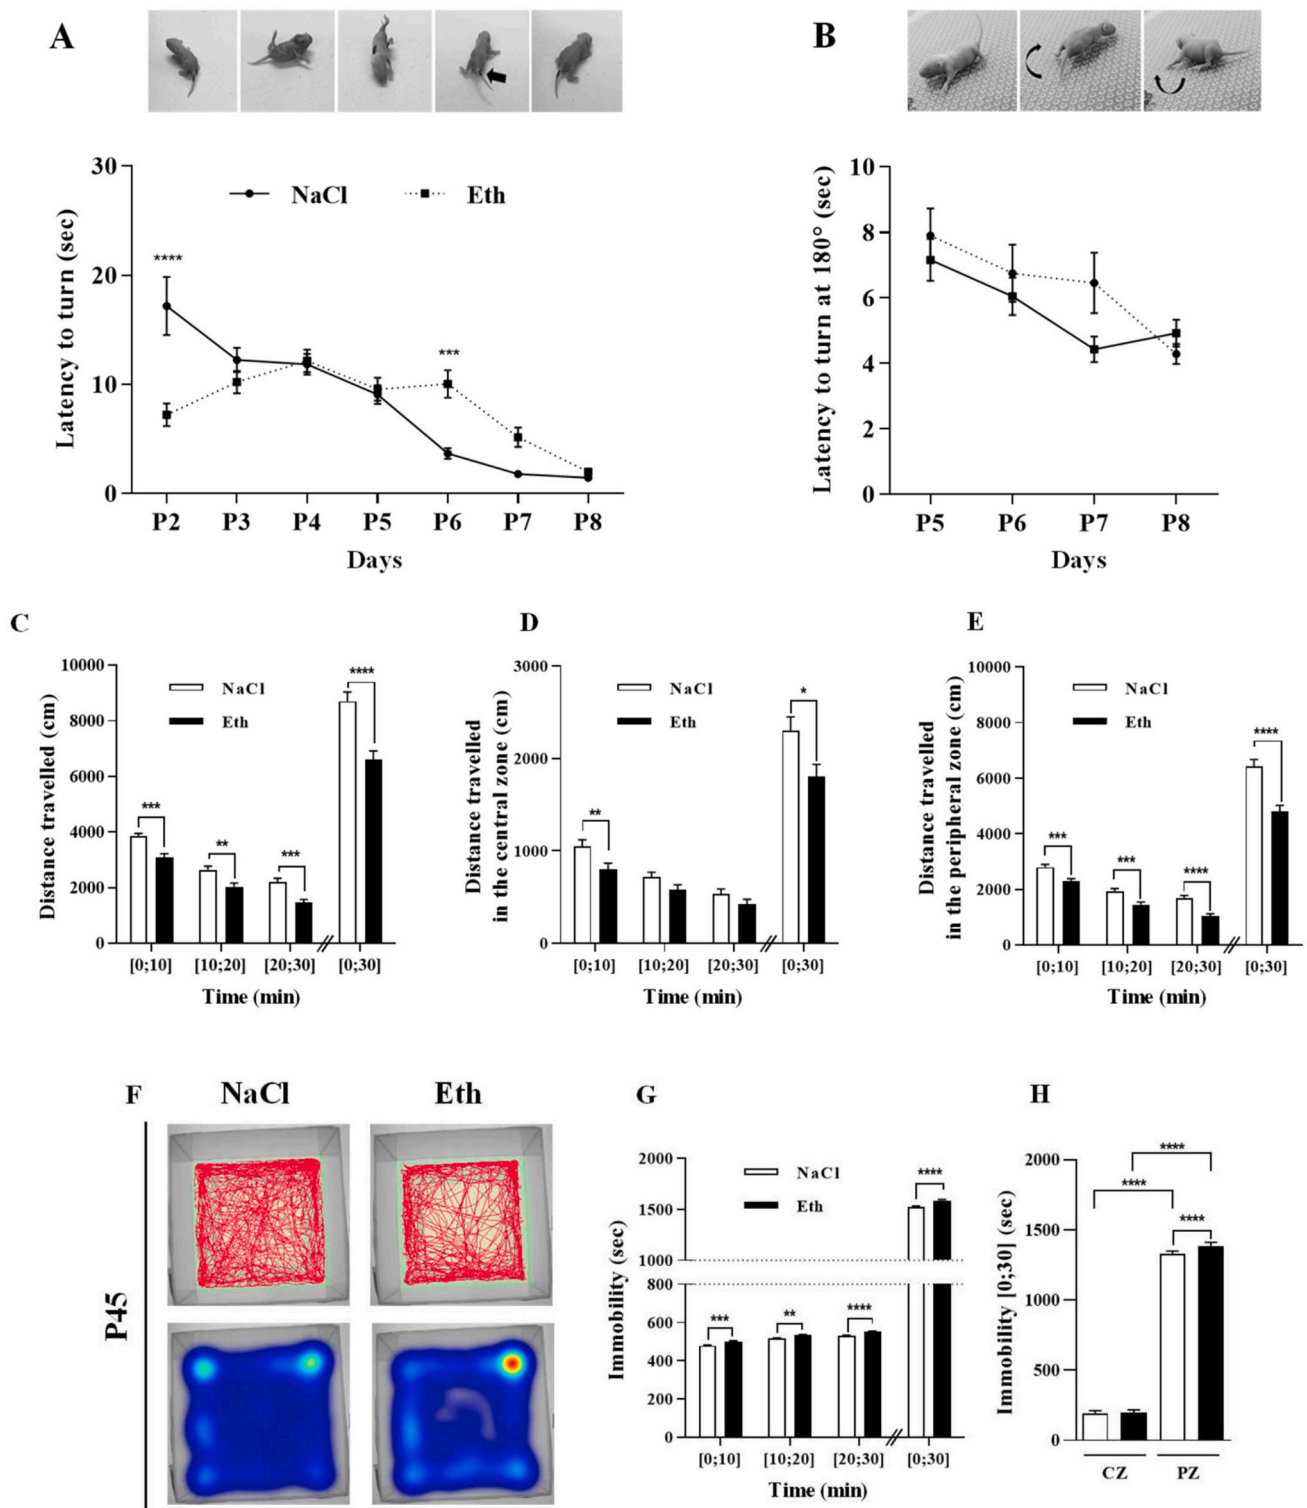 A
B
****
***
NaCl
Eth
Latency to turn (sec)
30
20
10
0
P2 P3 P4 P5 P6 P7 P8
Days
Latency to turn at 180° (sec)
10
8
6
4
2
0
P5 P6 P7 P8
Days
C
Distance travelled (cm)
10000
8000
6000
4000
2000
0
NaCl
Eth
***
**
***
****
[0;10] [10;20] [20;30] [0;30]
Time (min)
D
Distance travelled
in the central zone (cm)
3000
2000
1000
0
NaCl
Eth
**
*
[0;10] [10;20] [20;30] [0;30]
Time (min)
E
Distance travelled
in the peripheral zone (cm)
10000
8000
6000
4000
2000
0
NaCl
Eth
***
***
****
****
[0;10] [10;20] [20;30] [0;30]
Time (min)
F
NaCl Eth
P45
G
Immobility (sec)
2000
1500
1000
800
600
400
200
0
NaCl
Eth
***
**
****
****
[0;10] [10;20] [20;30] [0;30]
Time (min)
H
Immobility [0;30] (sec)
2000
1500
1000
500
0
****
****
****
CZ PZ